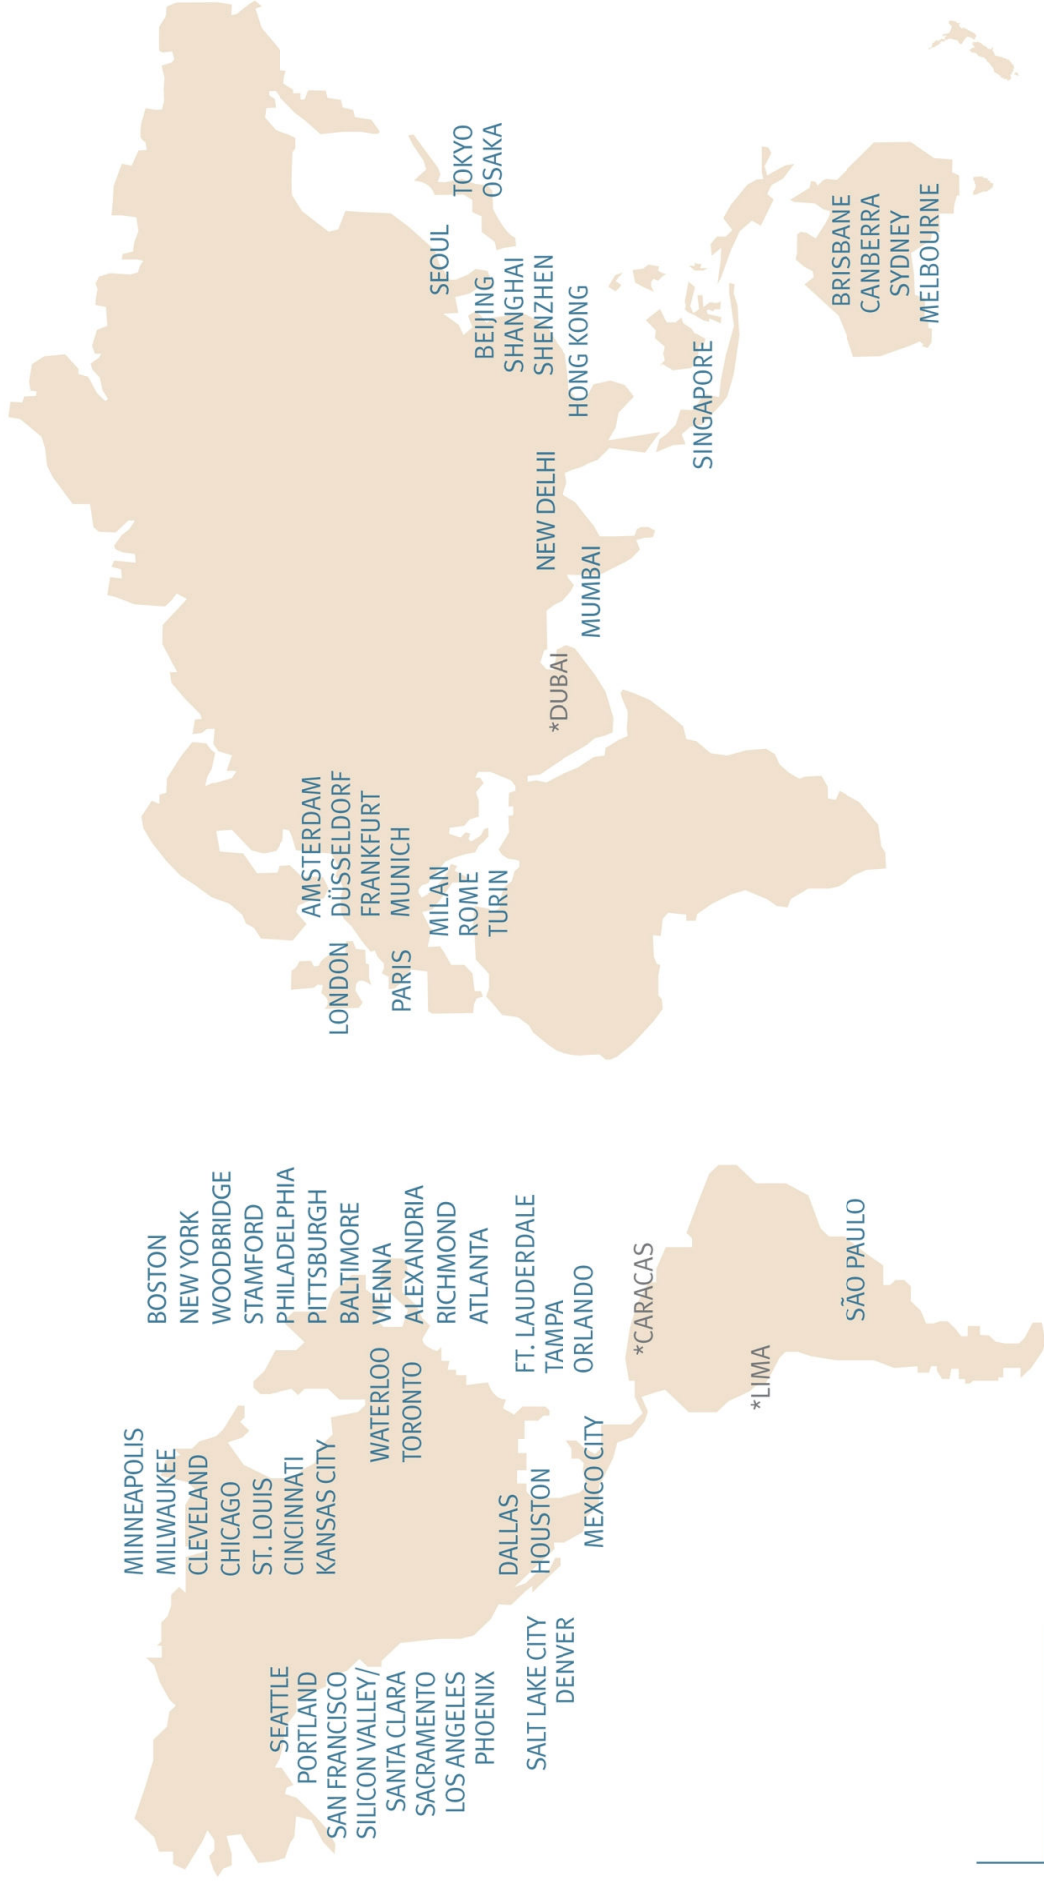 MINNEAPOLIS
MILWAUKEE
CLEVELAND
CHICAGO
ST. LOUIS
CINCINNATI
KANSAS CITY
BOSTON
NEW YORK
WOODBRIDGE
STAMFORD
PHILADELPHIA
PITTSBURGH
BALTIMORE
VIENNA
ALEXANDRIA
RICHMOND
ATLANTA
SEATTLE
PORTLAND
SAN FRANCISCO
SILICON VALLEY/
SANTA CLARA
SACRAMENTO
LOS ANGELES
PHOENIX
WATERLOO
TORONTO
SALT LAKE CITY
DENVER
DALLAS
HOUSTON
MEXICO CITY
FT. LAUDERDALE
TAMPA
ORLANDO
*CARACAS
*LIMA
SÃO PAULO
LONDON
PARIS
AMSTERDAM
DÜSSELDORF
FRANKFURT
MUNICH
MILAN
ROME
TURIN
*DUBAI
NEW DELHI
MUMBAI
SEOUL
TOKYO
OSAKA
BEIJING
SHANGHAI
SHENZHEN
HONG KONG
SINGAPORE
BRISBANE
CANBERRA
SYDNEY
MELBOURNE